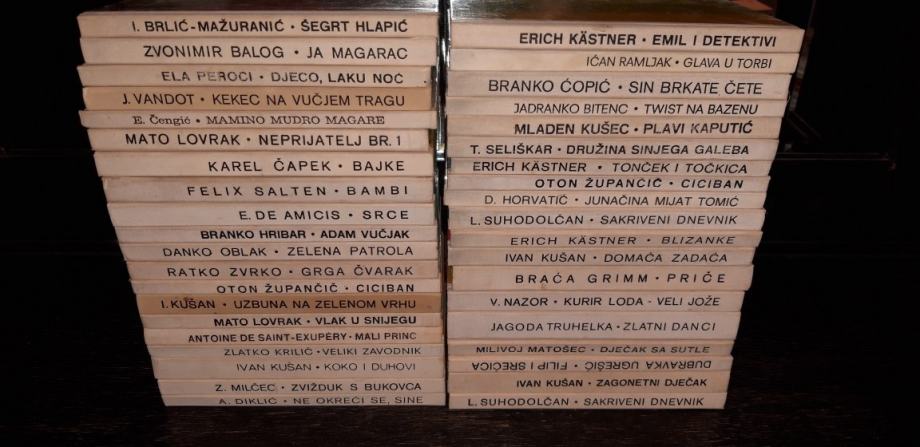 I. BRLIĆ-MAŽURANIĆ • ŠEGRT HLAPIĆ
ZVONIMIR BALOG • JA MAGARAC
ELA PEROCI • DJECO, LAKU NOĆ
J. VANDOT • KEKEC NA VUČJEM TRAGU
E. Čengić • MAMINO MUDRO MAGARE
MATO LOVRAK • NEPRIJATELJ BR. 1
KAREL ČAPEK • BAJKE
FELIX SALTEN • BAMBI
E. DE AMICIS • SRCE
BRANKO HRIBAR • ADAM VUČJAK
DANKO OBLAK • ZELENA PATROLA
RATKO ZVRKO • GRGA ČVARAK
OTON ŽUPANČIČ • CICIBAN
I. KUŠAN • UZBUNA NA ZELENOM VRHU
MATO LOVRAK • VLAK U SNIJEGU
ANTOINE DE SAINT-EXUPÉRY • MALI PRINC
ZLATKO KRILIĆ • VELIKI ZAVODNIK
IVAN KUŠAN • KOKO I DUHOVI
Z. MILČEC • ZVIŽDUK S BUKOVCA
A. DIKLIĆ • NE OKREĆI SE, SINE
ERICH KÄSTNER • EMIL I DETEKTIVI
IĆAN RAMLJAK • GLAVA U TORBI
BRANKO ĆOPIĆ • SIN BRKATE ČETE
JADRANKO BITENC • TWIST NA BAZENU
MLADEN KUŠEC • PLAVI KAPUTIĆ
T. SELIŠKAR • DRUŽINA SINJEGA GALEBA
ERICH KÄSTNER • TONČEK I TOČKICA
OTON ŽUPANČIČ • CICIBAN
D. HORVATIĆ • JUNAČINA MIJAT TOMIĆ
L. SUHODOLČAN • SAKRIVENI DNEVNIK
ERICH KÄSTNER • BLIZANKE
IVAN KUŠAN • DOMAĆA ZADAĆA
BRAĆA GRIMM • PRIČE
V. NAZOR • KURIR LODA - VELI JOŽE
JAGODA TRUHELKA • ZLATNI DANCI
MILIVOJ MATOŠEC • DJEČAK SA SUTLE
DUBRAVKA UGREŠIĆ • FILIP I SREĆICA
IVAN KUŠAN • ZAGONETNI DJEČAK
L. SUHODOLČAN • SAKRIVENI DNEVNIK